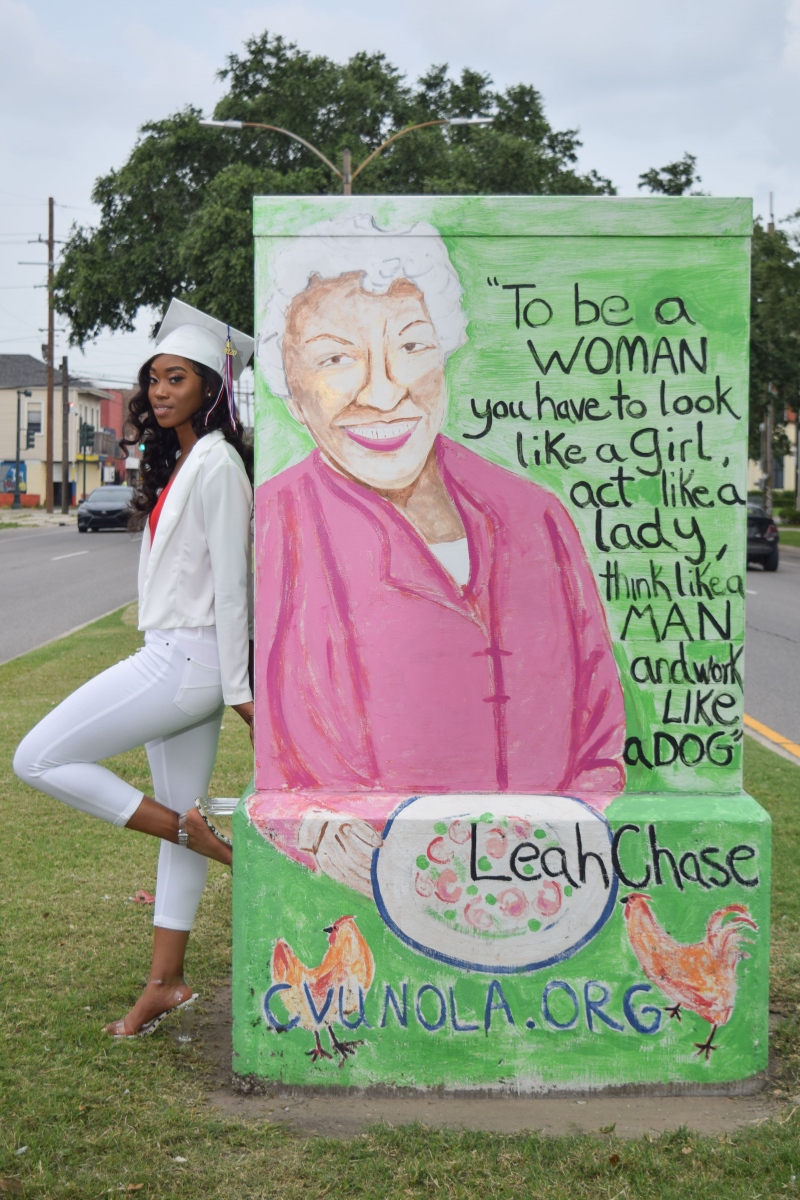 "To be a
WOMAN
you have to look
like a girl,
act like a
lady,
think like a
MAN
and work
LIKE
a DOG"
Leah Chase
CVUNOLA.ORG